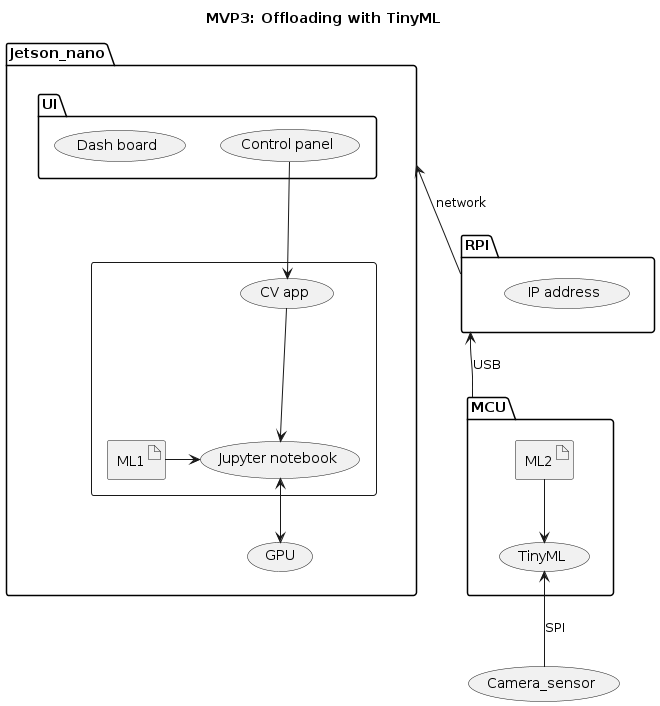 MVP3: Offloading with TinyML
Jetson_nano
UI
Dash board
Control panel
network
RPI
IP address
CV app
USB
MCU
ML1
Jupyter notebook
ML2
GPU
TinyML
SPI
Camera_sensor